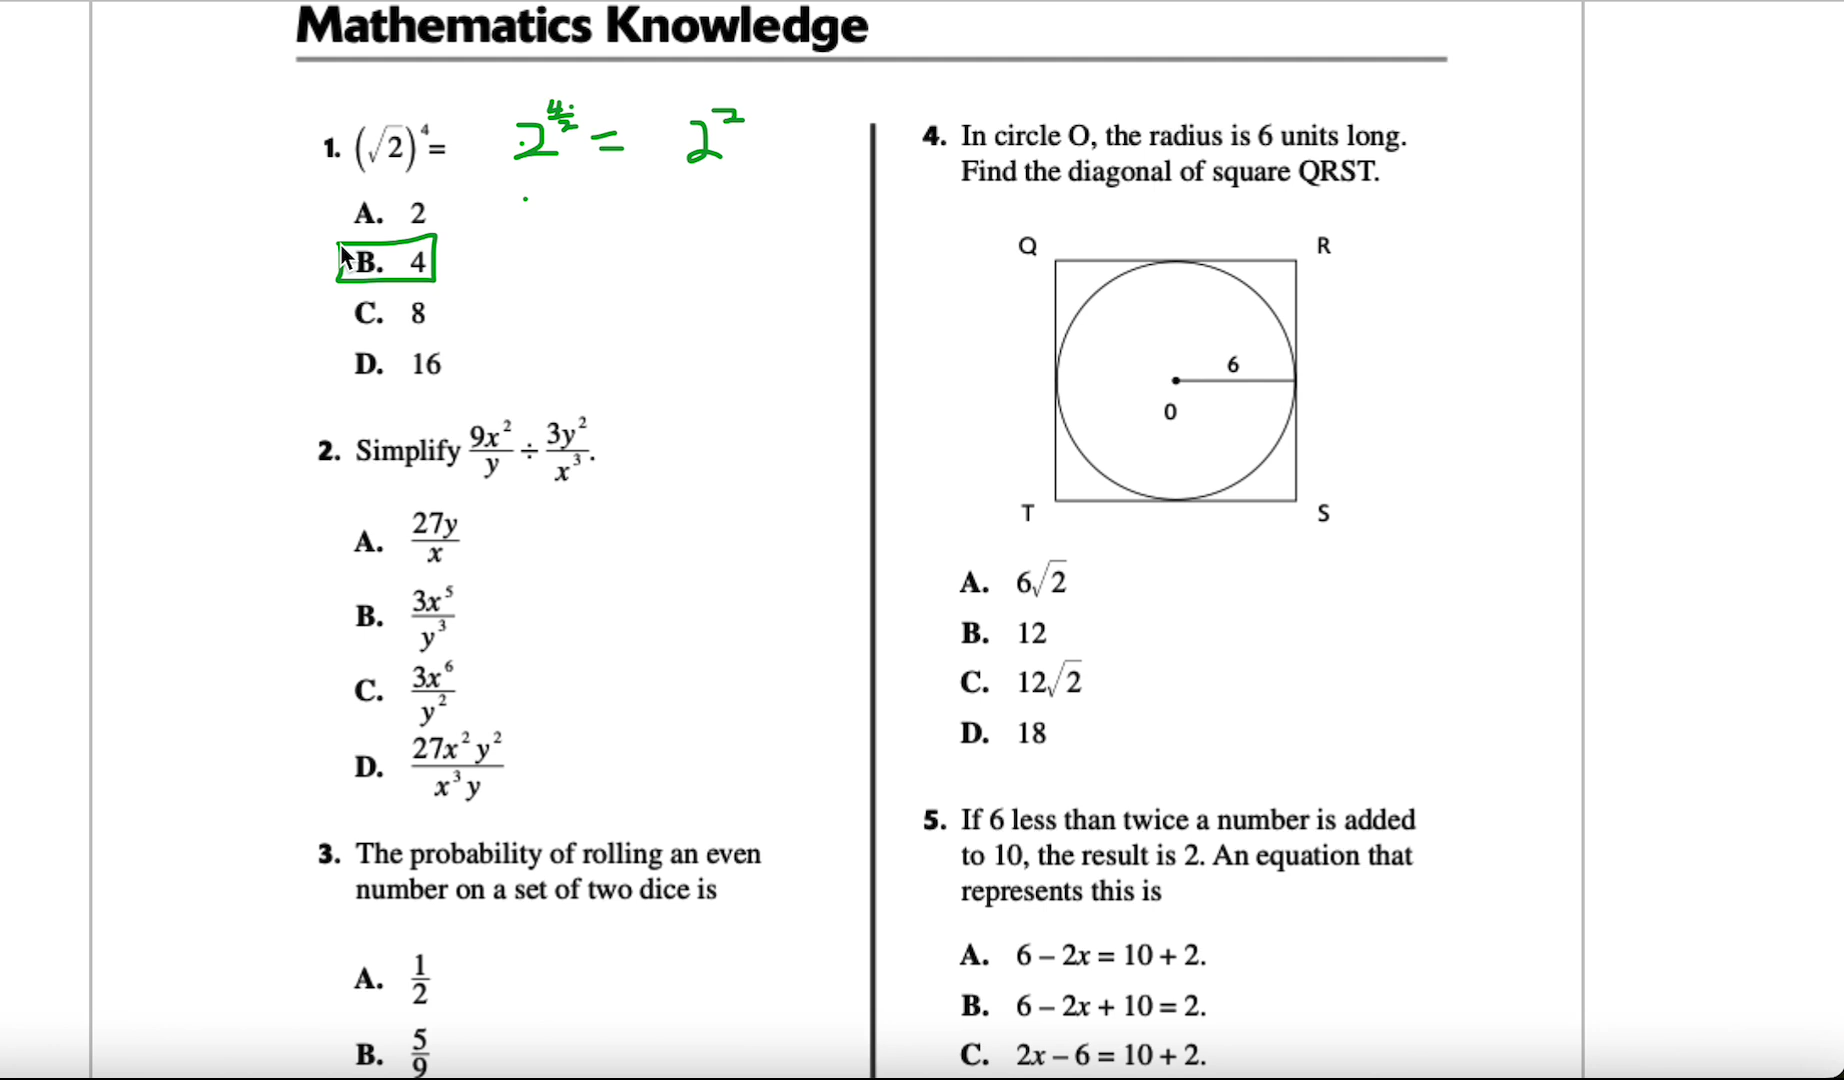 Mathematics Knowledge
1. (√2)⁴ = 2^(4/2) = 2²
A. 2
B. 4
C. 8
D. 16
2. Simplify 9x²/y ÷ 3y²/x³.
A. 27y/x
B. 3x⁵/y³
C. 3x⁶/y²
D. 27x²y²/x³y
3. The probability of rolling an even
number on a set of two dice is
A. 1/2
B. 5/9
4. In circle O, the radius is 6 units long.
Find the diagonal of square QRST.
Q R
6
0
T S
A. 6√2
B. 12
C. 12√2
D. 18
5. If 6 less than twice a number is added
to 10, the result is 2. An equation that
represents this is
A. 6 – 2x = 10 + 2.
B. 6 – 2x + 10 = 2.
C. 2x – 6 = 10 + 2.